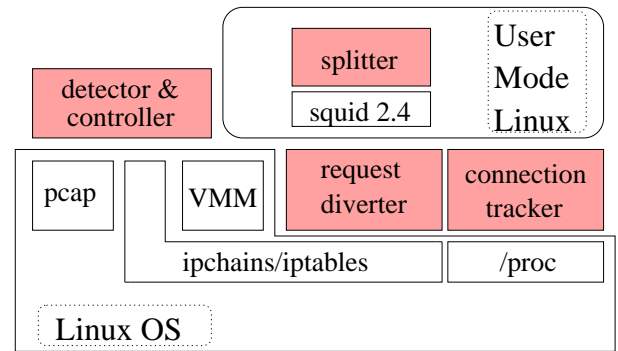 splitter
squid 2.4
User
Mode
Linux
detector &
controller
pcap
VMM
request
diverter
connection
tracker
ipchains/iptables
/proc
Linux OS